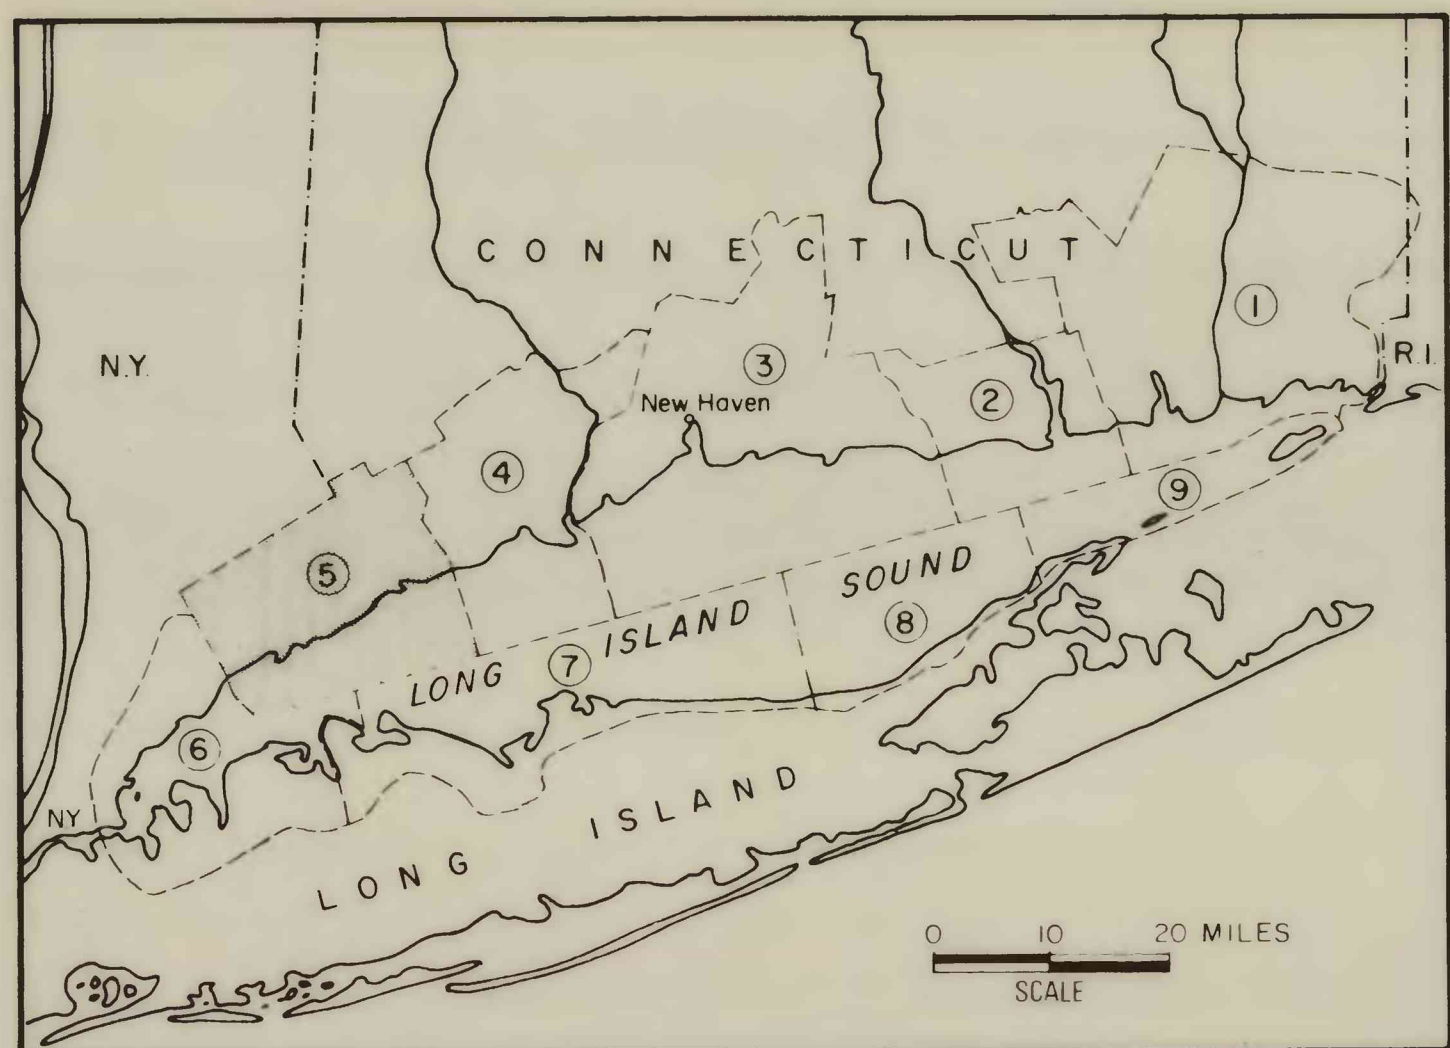 CONNECTICUT
1
N.Y.
3
R.I.
2
New Haven
4
9
5
SOUND
8
ISLAND
7
LONG
6
NY
ISLAND
LONG
0 10 20 MILES
SCALE